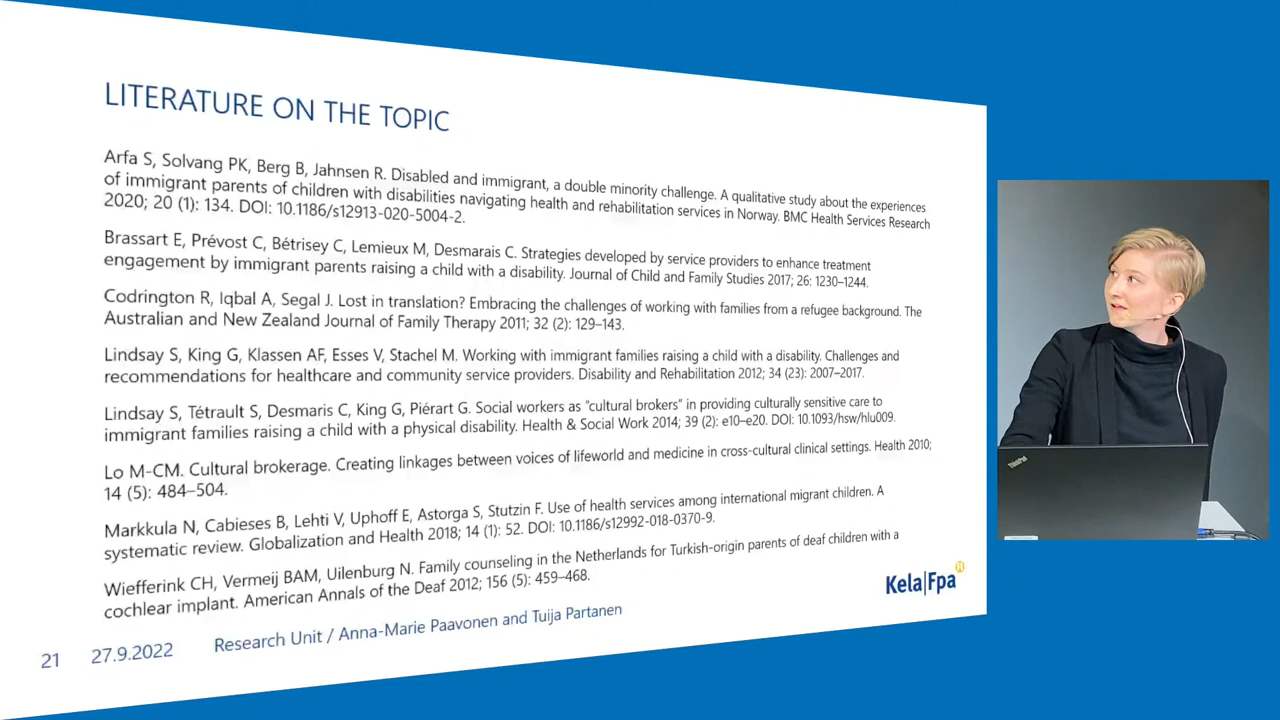 LITERATURE ON THE TOPIC
Arfa S, Solvang PK, Berg B, Jahnsen R. Disabled and immigrant, a double minority challenge. A qualitative study about the experiences
of immigrant parents of children with disabilities navigating health and rehabilitation services in Norway. BMC Health Services Research
2020; 20 (1): 134. DOI: 10.1186/s12913-020-5004-2.
Brassart E, Prévost C, Bétrisey C, Lemieux M, Desmarais C. Strategies developed by service providers to enhance treatment
engagement by immigrant parents raising a child with a disability. Journal of Child and Family Studies 2017; 26: 1230–1244.
Codrington R, Iqbal A, Segal J. Lost in translation? Embracing the challenges of working with families from a refugee background. The
Australian and New Zealand Journal of Family Therapy 2011; 32 (2): 129–143.
Lindsay S, King G, Klassen AF, Esses V, Stachel M. Working with immigrant families raising a child with a disability. Challenges and
recommendations for healthcare and community service providers. Disability and Rehabilitation 2012; 34 (23): 2007–2017.
Lindsay S, Tétrault S, Desmaris C, King G, Piérart G. Social workers as "cultural brokers" in providing culturally sensitive care to
immigrant families raising a child with a physical disability. Health & Social Work 2014; 39 (2): e10–e20. DOI: 10.1093/hsw/hlu009.
Lo M-CM. Cultural brokerage. Creating linkages between voices of lifeworld and medicine in cross-cultural clinical settings. Health 2010;
14 (5): 484–504.
Markkula N, Cabieses B, Lehti V, Uphoff E, Astorga S, Stutzin F. Use of health services among international migrant children. A
systematic review. Globalization and Health 2018; 14 (1): 52. DOI: 10.1186/s12992-018-0370-9.
Wiefferink CH, Vermeij BAM, Uilenburg N. Family counseling in the Netherlands for Turkish-origin parents of deaf children with a
cochlear implant. American Annals of the Deaf 2012; 156 (5): 459–468.
Kela|Fpa
21 27.9.2022 Research Unit / Anna-Marie Paavonen and Tuija Partanen
ThinkPad